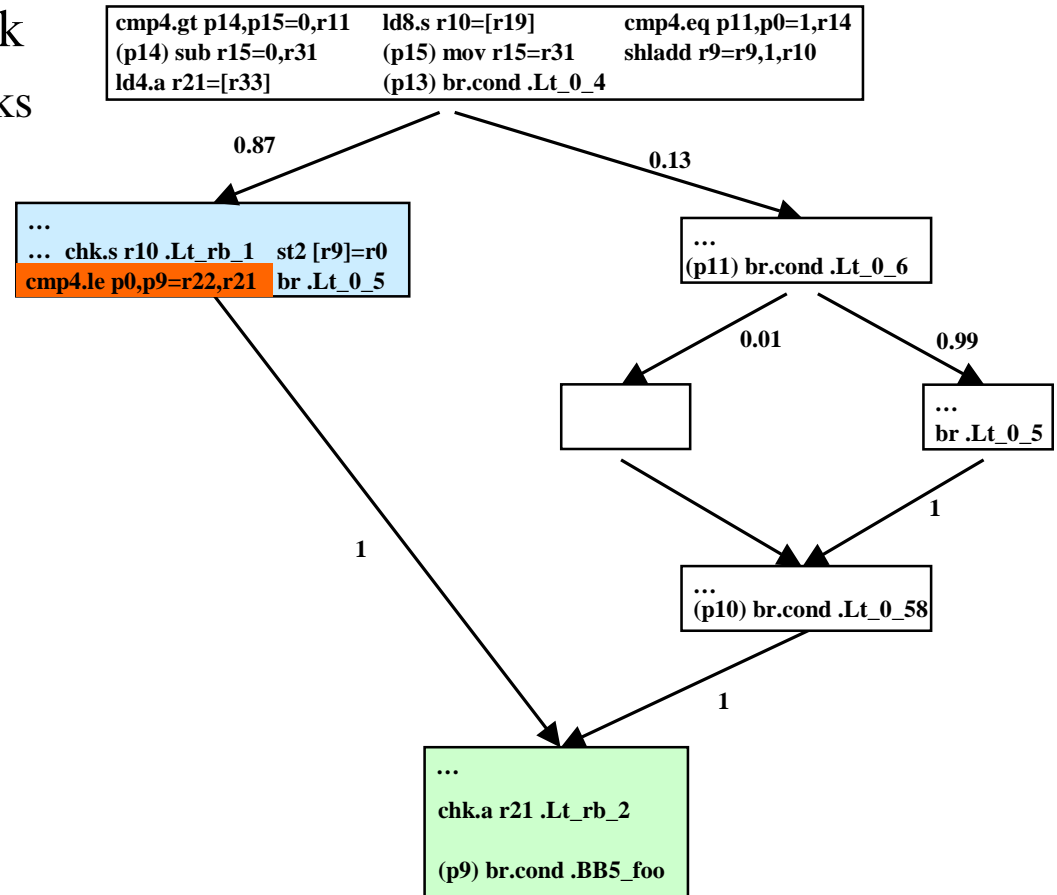 k
ks
cmp4.gt p14,p15=0,r11 ld8.s r10=[r19] cmp4.eq p11,p0=1,r14
(p14) sub r15=0,r31 (p15) mov r15=r31 shladd r9=r9,1,r10
ld4.a r21=[r33] (p13) br.cond .Lt_0_4
0.87
0.13
…
… chk.s r10 .Lt_rb_1 st2 [r9]=r0
cmp4.le p0,p9=r22,r21 br .Lt_0_5
…
(p11) br.cond .Lt_0_6
0.01
0.99
…
br .Lt_0_5
1
1
…
(p10) br.cond .Lt_0_58
1
…
chk.a r21 .Lt_rb_2
(p9) br.cond .BB5_foo